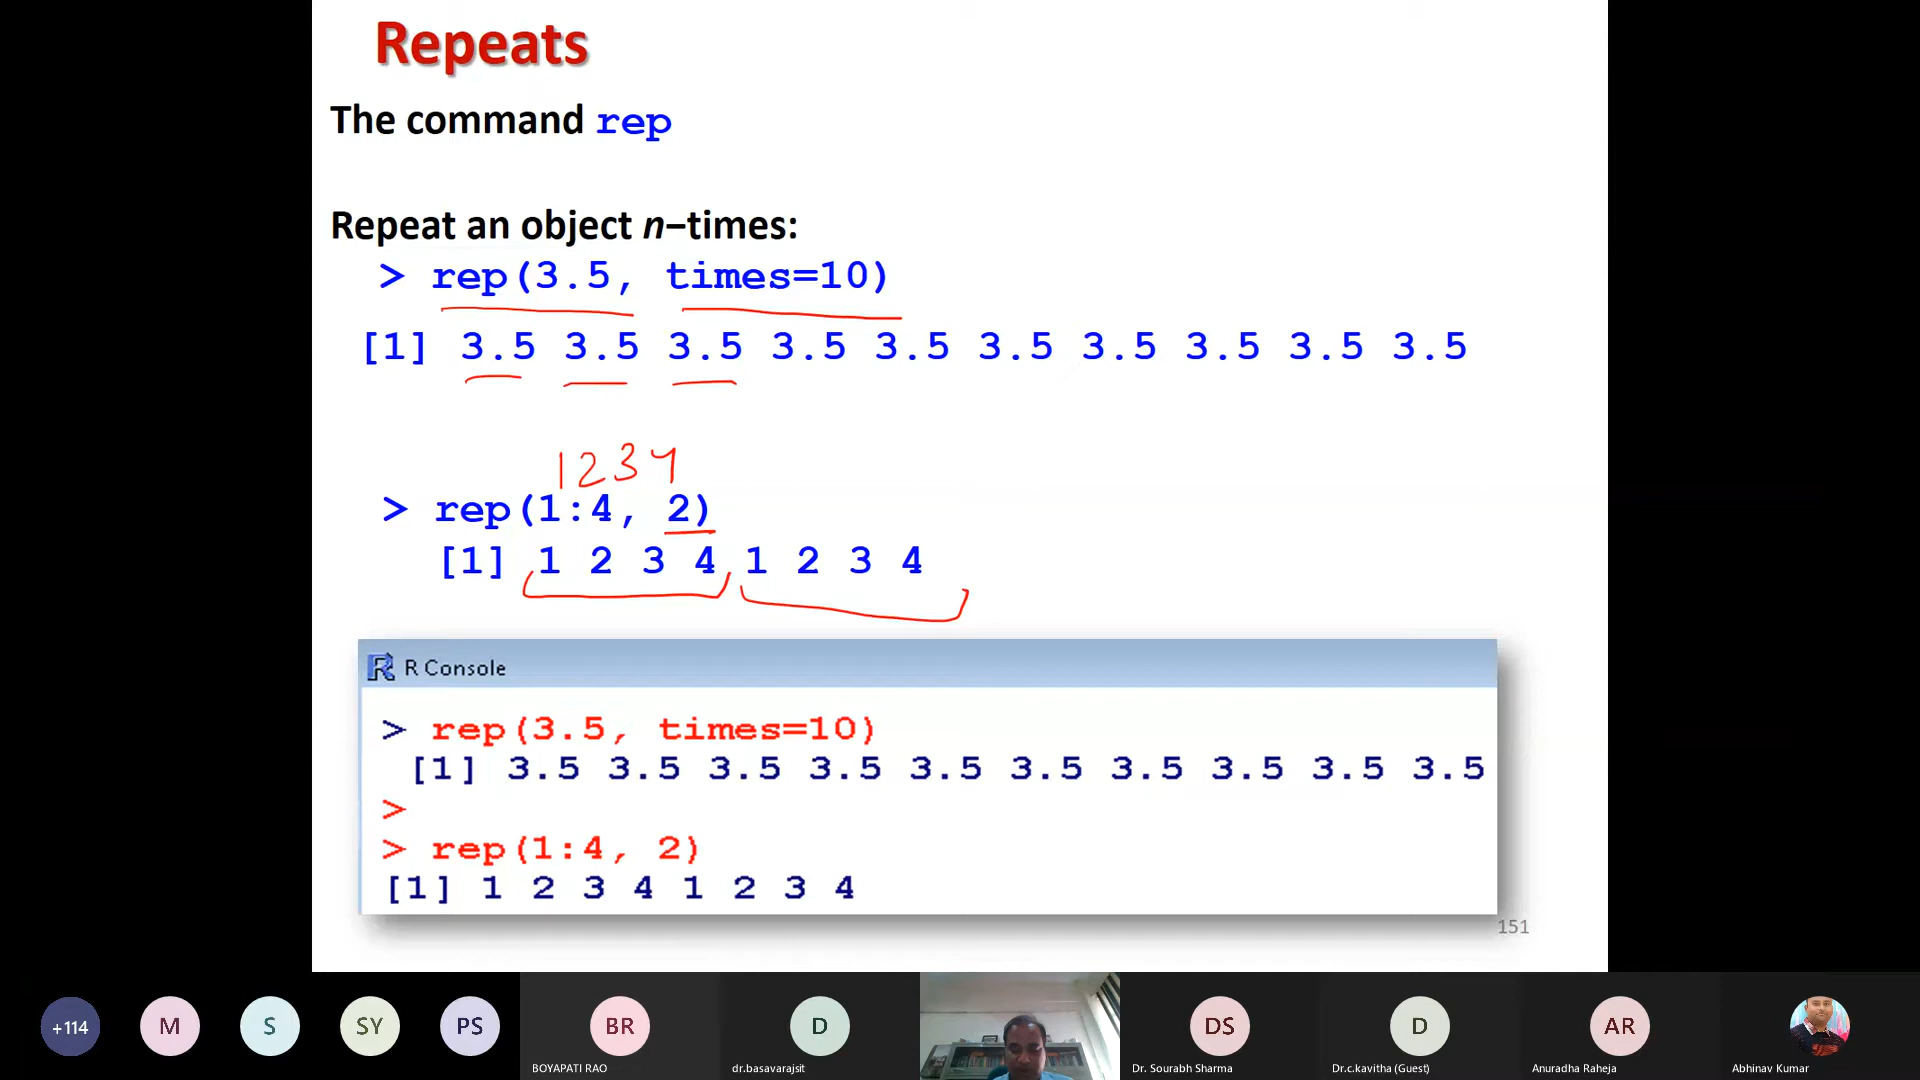 Repeats
The command rep
Repeat an object n–times:
> rep(3.5, times=10)
[1] 3.5 3.5 3.5 3.5 3.5 3.5 3.5 3.5 3.5 3.5
1 2 3 4
> rep(1:4, 2)
[1] 1 2 3 4 1 2 3 4
R R Console
> rep(3.5, times=10)
[1] 3.5 3.5 3.5 3.5 3.5 3.5 3.5 3.5 3.5 3.5
>
> rep(1:4, 2)
[1] 1 2 3 4 1 2 3 4
151
+114 M S SY PS BR D DS D AR
BOYAPATI RAO dr.basavarajsit Dr. Sourabh Sharma Dr.c.kavitha (Guest) Anuradha Raheja Abhinav Kumar